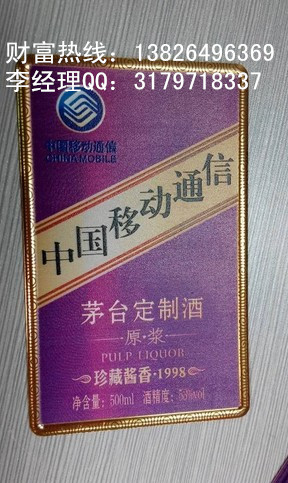 财富热线：13826496369
李经理QQ：3179718337
中国移动通信
CHINA MOBILE
中国移动通信
茅台定制酒
原·浆
PULP LIQUOR
珍藏酱香·1998
净含量：500ml 酒精度：53%vol